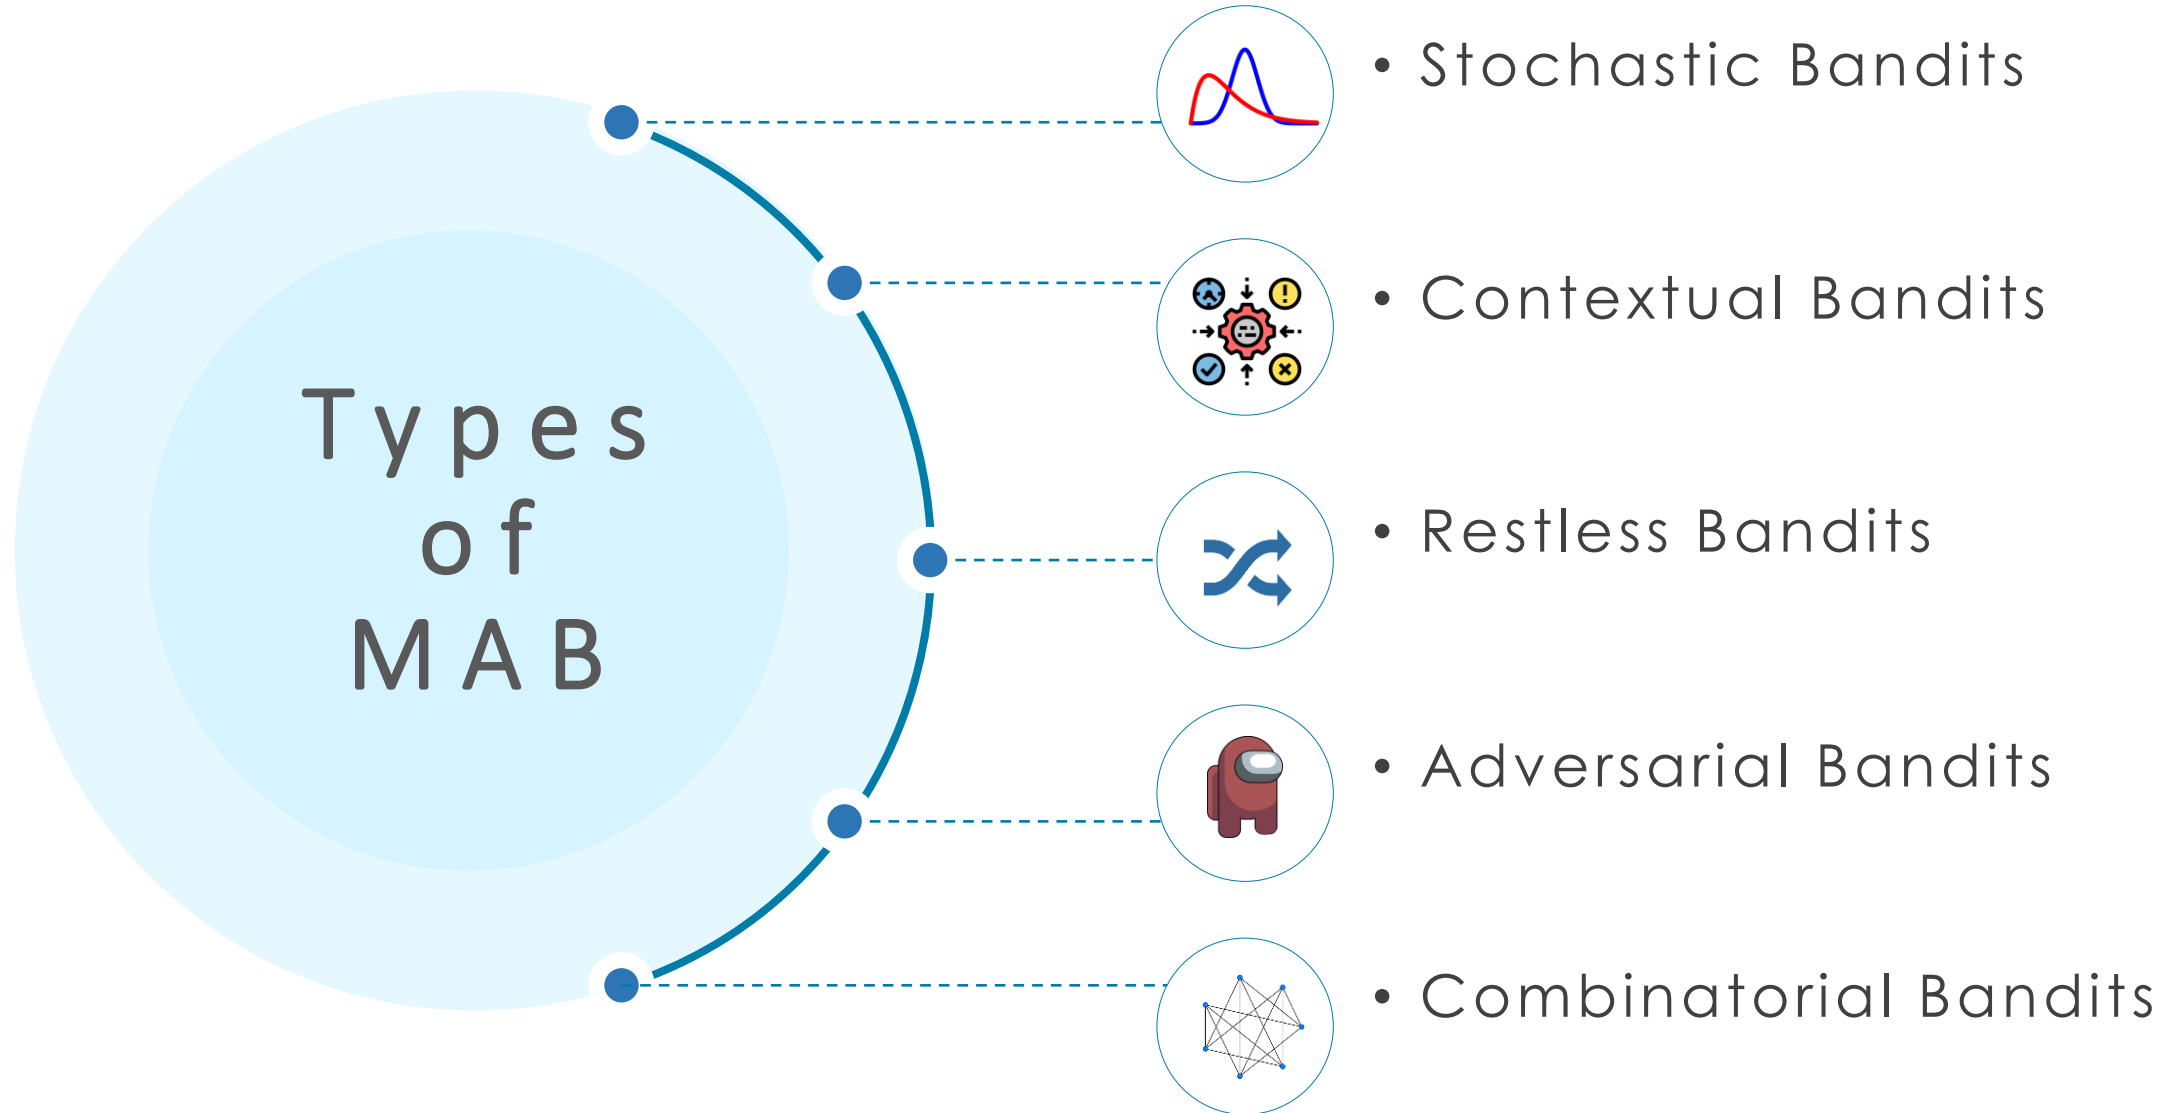 Types
of
MAB
• Stochastic Bandits
• Contextual Bandits
• Restless Bandits
• Adversarial Bandits
• Combinatorial Bandits